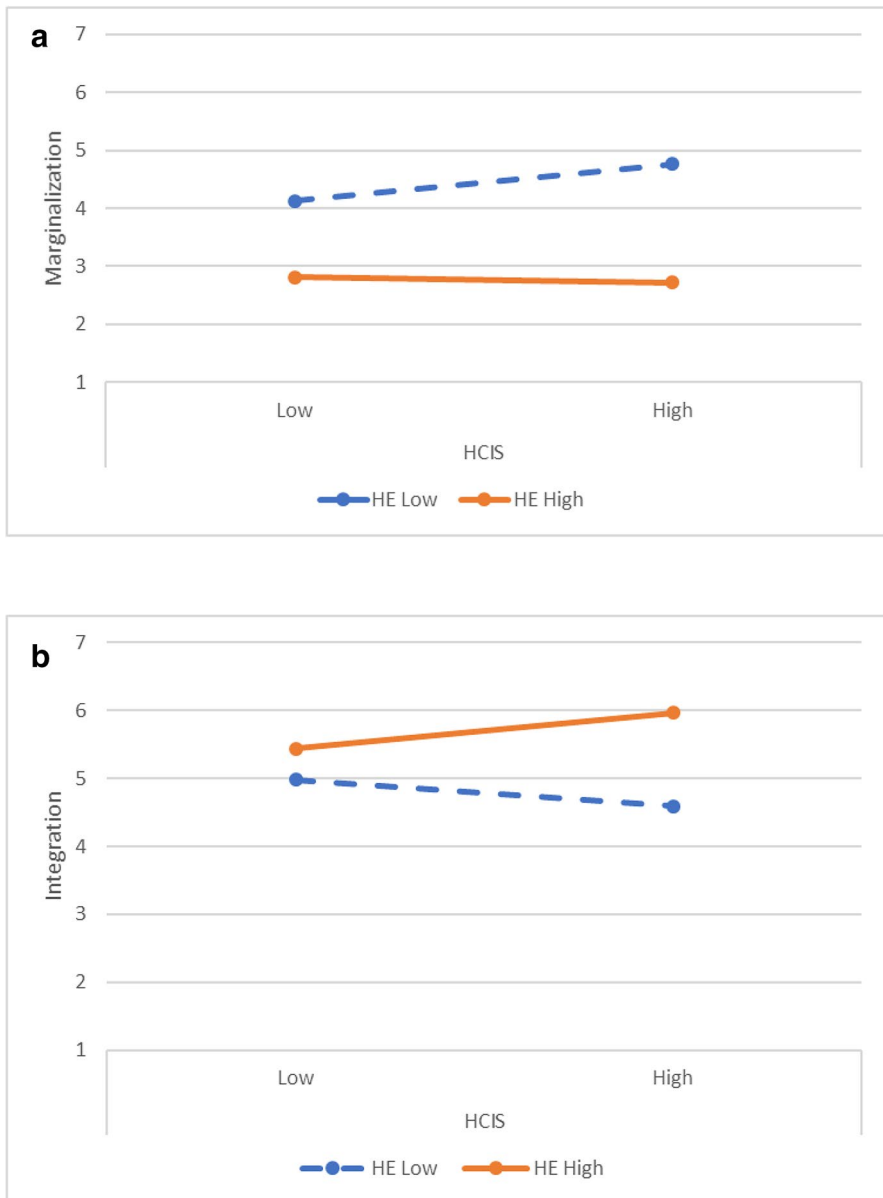 a
7
6
5
4
3
2
1
Marginalization
Low High
HCIS
HE Low HE High
b
7
6
5
4
3
2
1
Integration
Low High
HCIS
HE Low HE High